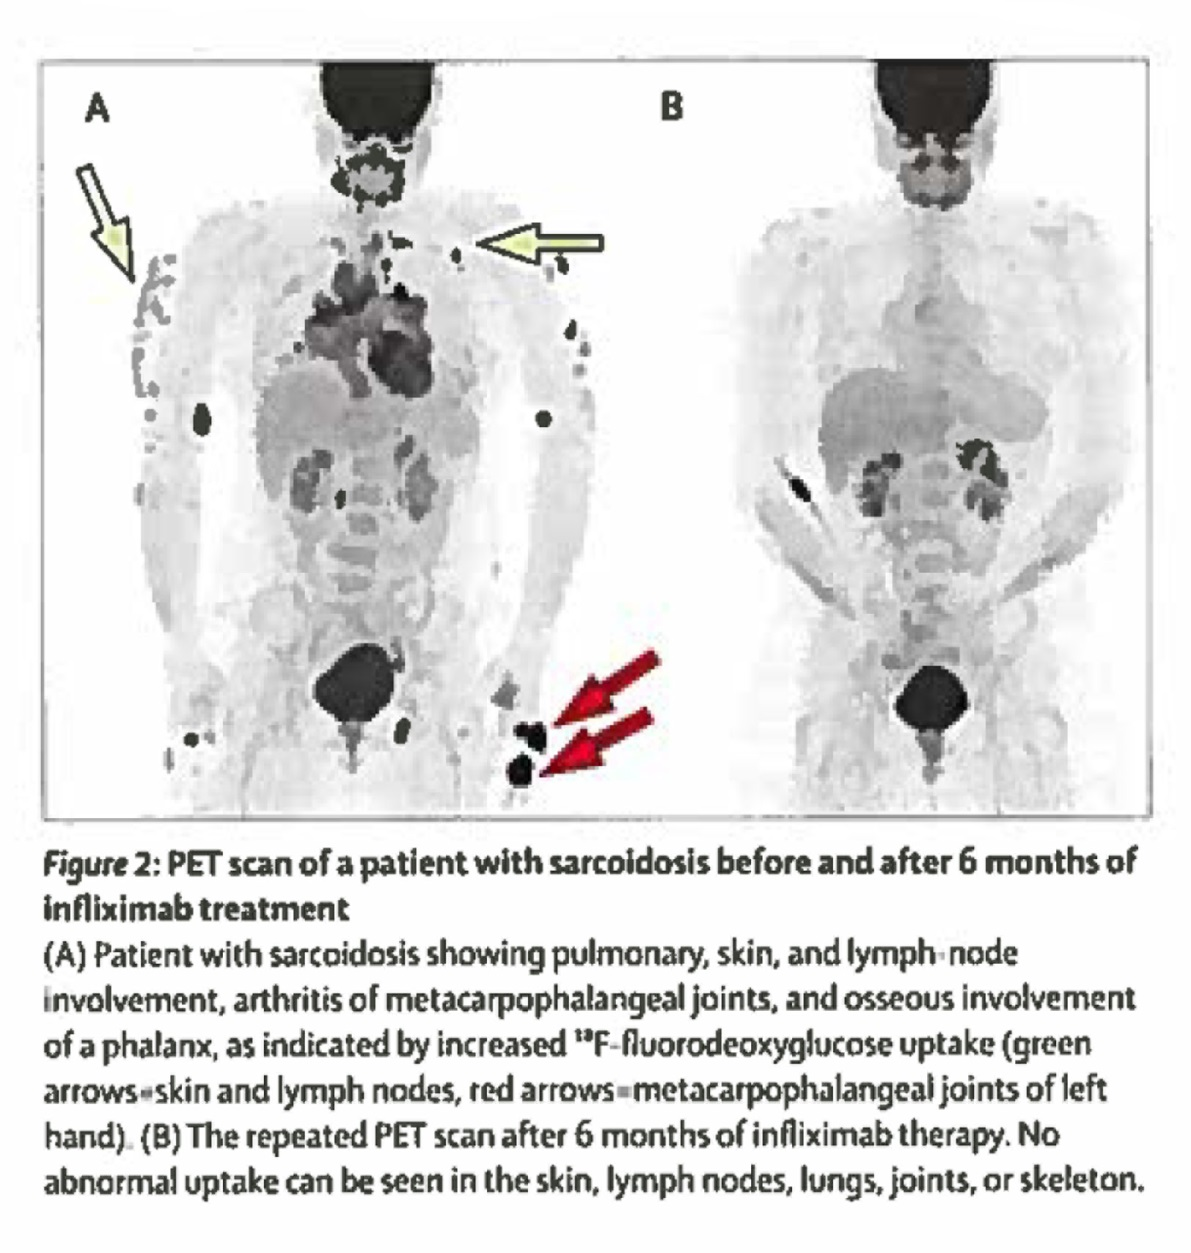 A
B
Figure 2: PET scan of a patient with sarcoidosis before and after 6 months of
infliximab treatment
(A) Patient with sarcoidosis showing pulmonary, skin, and lymph-node
involvement, arthritis of metacarpophalangeal joints, and osseous involvement
of a phalanx, as indicated by increased ¹⁸F-fluorodeoxyglucose uptake (green
arrows=skin and lymph nodes, red arrows=metacarpophalangeal joints of left
hand). (B) The repeated PET scan after 6 months of infliximab therapy. No
abnormal uptake can be seen in the skin, lymph nodes, lungs, joints, or skeleton.